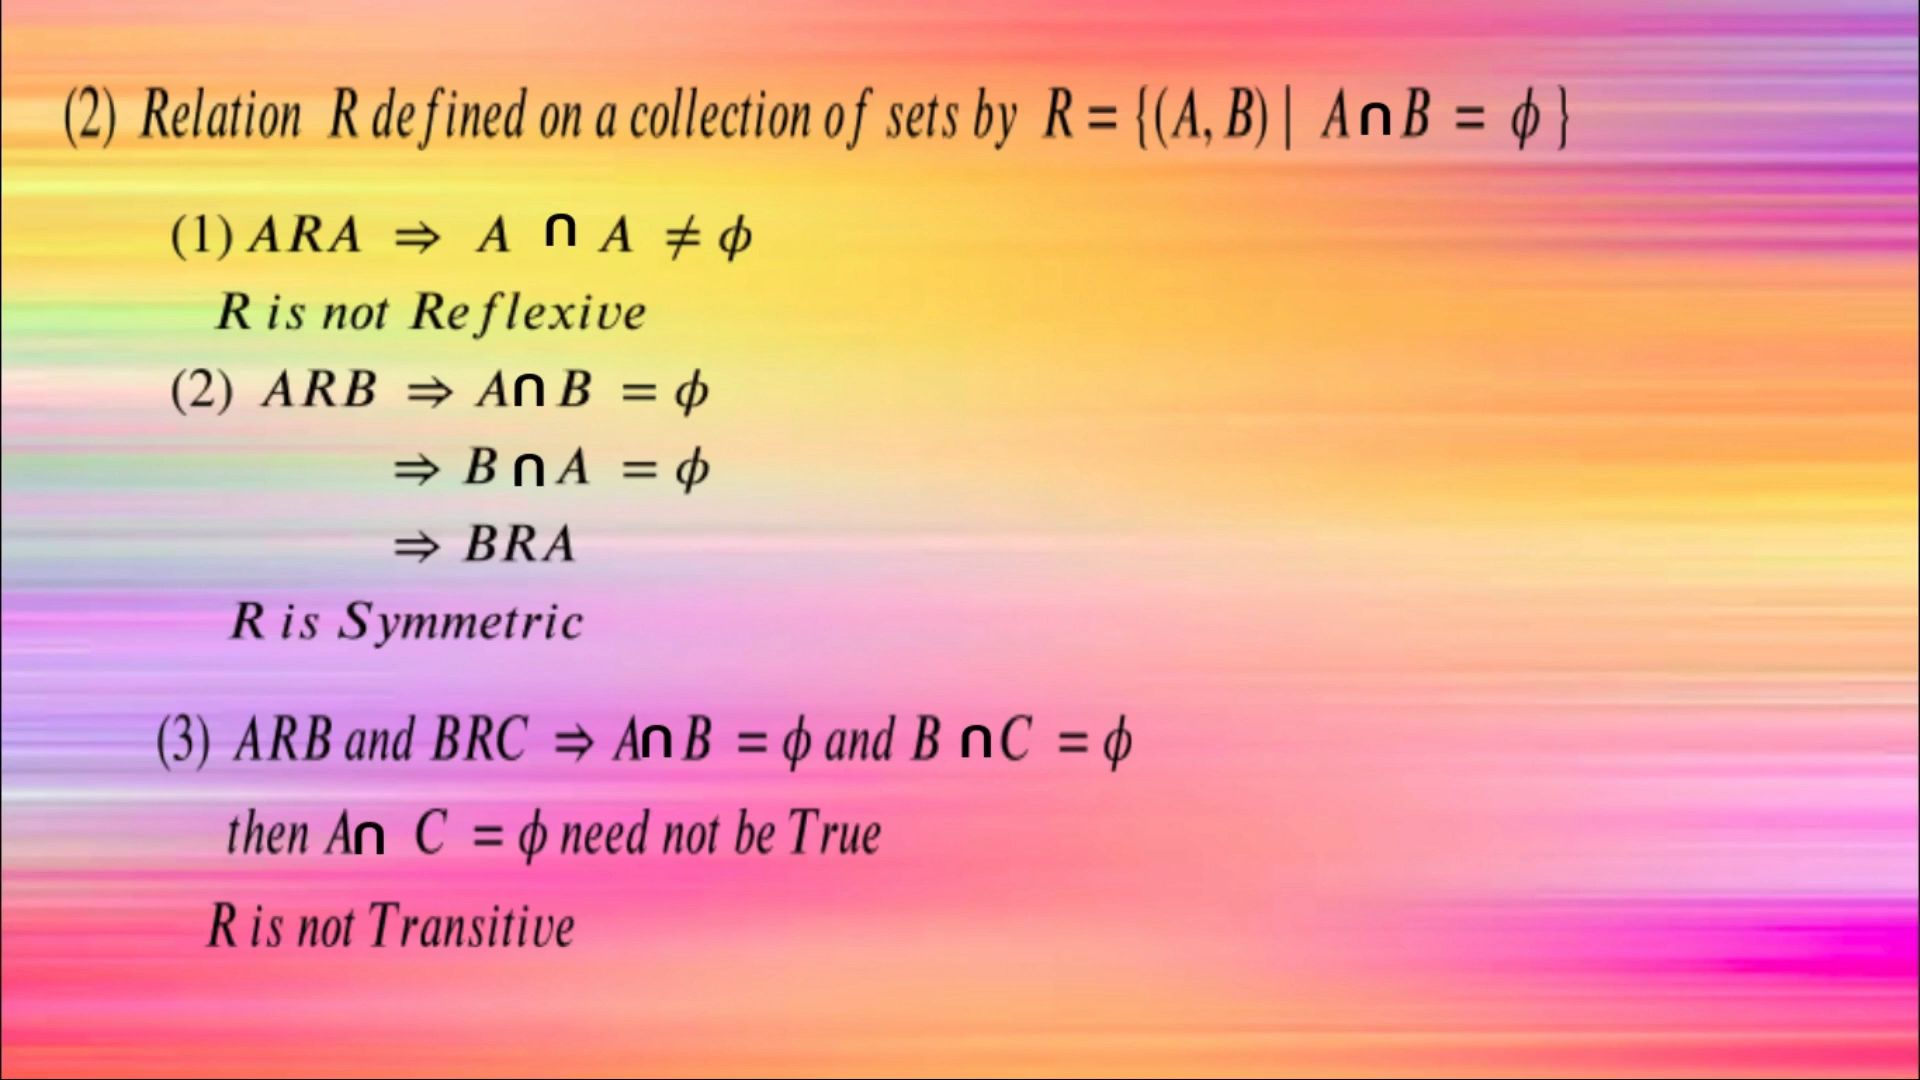 (2) Relation R defined on a collection of sets by R = {(A, B) | A ∩ B = ϕ }
(1) ARA ⇒ A ∩ A ≠ ϕ
R is not Reflexive
(2) ARB ⇒ A ∩ B = ϕ
⇒ B ∩ A = ϕ
⇒ BRA
R is Symmetric
(3) ARB and BRC ⇒ A ∩ B = ϕ and B ∩ C = ϕ
then A ∩ C = ϕ need not be True
R is not Transitive